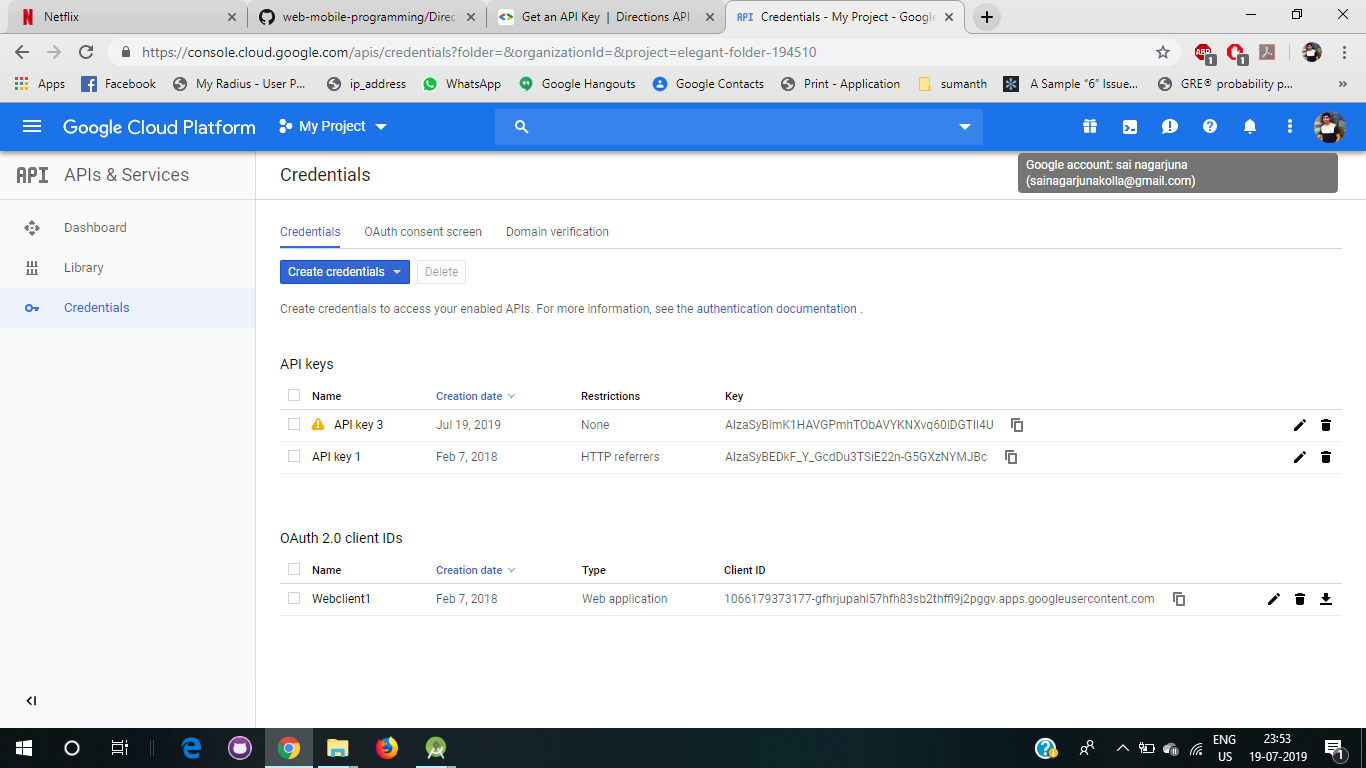 Netflix
web-mobile-programming/Direc
Get an API Key | Directions API
API Credentials - My Project - Google
https://console.cloud.google.com/apis/credentials?folder=&organizationId=&project=elegant-folder-194510
ABP 1 1
Apps Facebook My Radius - User P... ip_address WhatsApp Google Hangouts Google Contacts Print - Application sumanth A Sample “6” Issue... GRE® probability p... »
Google Cloud Platform My Project
API APIs & Services
Credentials
Google account: sai nagarjuna
(sainagarjunakolla@gmail.com)
Dashboard
Library
Credentials
Credentials OAuth consent screen Domain verification
Create credentials Delete
Create credentials to access your enabled APIs. For more information, see the authentication documentation .
API keys
Name Creation date Restrictions Key
API key 3 Jul 19, 2019 None AIzaSyBlmK1HAVGPmhTObAVYKNXvq60lDGTlI4U
API key 1 Feb 7, 2018 HTTP referrers AIzaSyBEDkF_Y_GcdDu3TSiE22n-G5GXzNYMJBc
OAuth 2.0 client IDs
Name Creation date Type Client ID
Webclient1 Feb 7, 2018 Web application 1066179373177-gfhrjupahl57hfh83sb2thffl9j2pggv.apps.googleusercontent.com
ENG
US
23:53
19-07-2019
1